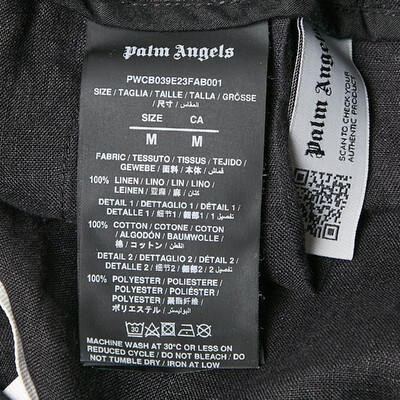 Palm Angels
PWCB039E23FAB001
SIZE / TAGLIA / TAILLE / TALLA / GRÖSSE
/ 尺寸 / المقاس /
SIZE CA
M M
FABRIC / TESSUTO / TISSUS / TEJIDO /
GEWEBE / 面料 / 本体 / قماش
100% LINEN / LINO / LIN / LINO /
LEINEN / 亚麻 / 麻 / كتان
DETAIL 1 / DETTAGLIO 1 / DÉTAIL 1
/ DETALLE 1 / 细节1 / 細部1 / تفصيل 1
100% COTTON / COTONE / COTON
/ ALGODÓN / BAUMWOLLE /
棉 / コットン / القطن
DETAIL 2 / DETTAGLIO 2 / DÉTAIL 2
/ DETALLE 2 / 细节2 / 細部2 / تفصيل 2
100% POLYESTER / POLIESTERE /
POLYESTER / POLIÉSTER /
POLYESTER / 聚酯纤维 /
ポリエステル / البوليستر
30
MACHINE WASH AT 30°C OR LESS ON
REDUCED CYCLE / DO NOT BLEACH / DO
NOT TUMBLE DRY / IRON AT LOW
Palm Angels
SCAN TO CHECK YOUR
AUTHENTIC PRODUCT